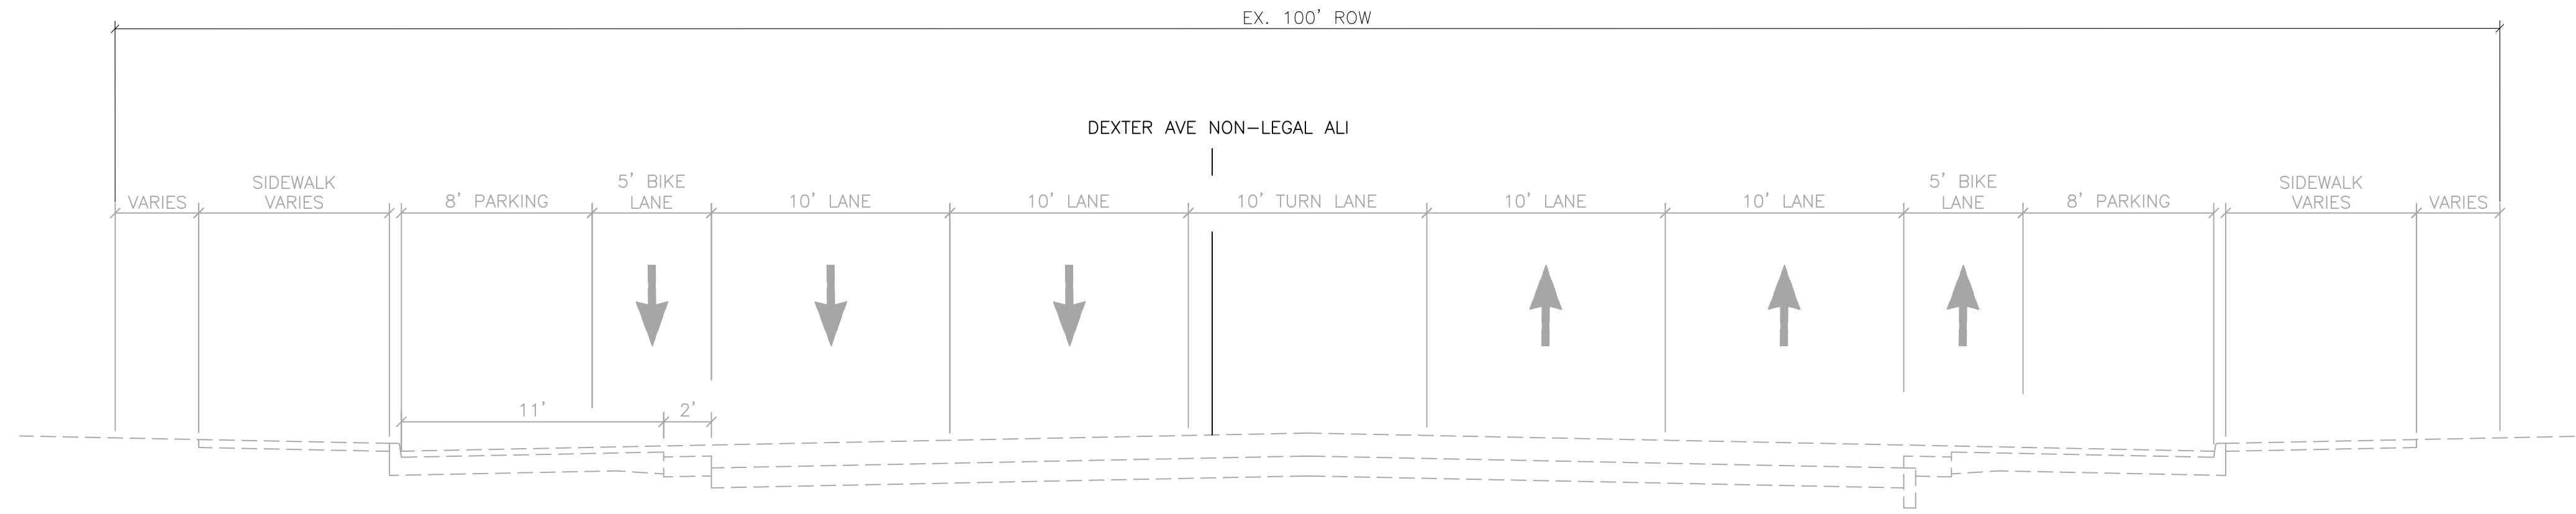 EX. 100' ROW
DEXTER AVE NON-LEGAL ALI
VARIES
SIDEWALK
VARIES
8' PARKING
5' BIKE
LANE
10' LANE
10' LANE
10' TURN LANE
10' LANE
10' LANE
5' BIKE
LANE
8' PARKING
SIDEWALK
VARIES
VARIES
11'
2'